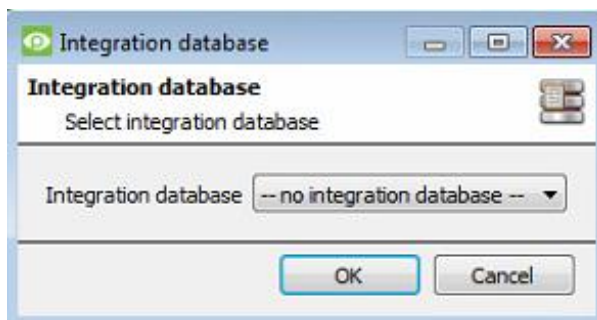 Integration database
Integration database
Select integration database
Integration database -- no integration database --
OK Cancel